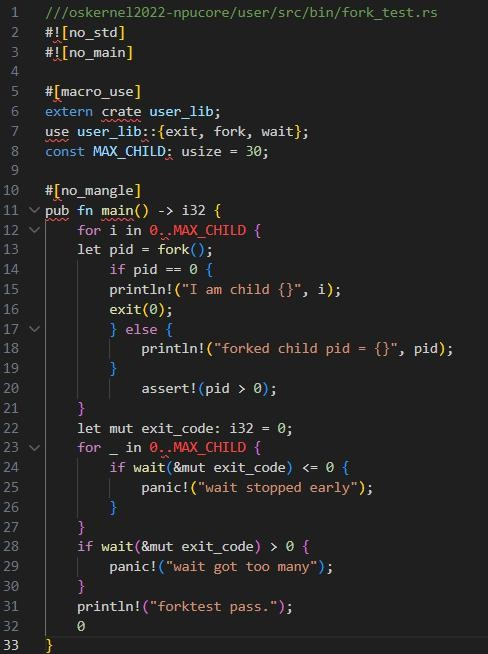 1 ///oskernel2022-npucore/user/src/bin/fork_test.rs
2 #![no_std]
3 #![no_main]
4
5 #[macro_use]
6 extern crate user_lib;
7 use user_lib::{exit, fork, wait};
8 const MAX_CHILD: usize = 30;
9
10 #[no_mangle]
11 pub fn main() -> i32 {
12     for i in 0..MAX_CHILD {
13     let pid = fork();
14         if pid == 0 {
15         println!("I am child {}", i);
16         exit(0);
17         } else {
18             println!("forked child pid = {}", pid);
19         }
20             assert!(pid > 0);
21     }
22     let mut exit_code: i32 = 0;
23     for _ in 0..MAX_CHILD {
24         if wait(&mut exit_code) <= 0 {
25             panic!("wait stopped early");
26         }
27     }
28     if wait(&mut exit_code) > 0 {
29         panic!("wait got too many");
30     }
31     println!("forktest pass.");
32     0
33 }